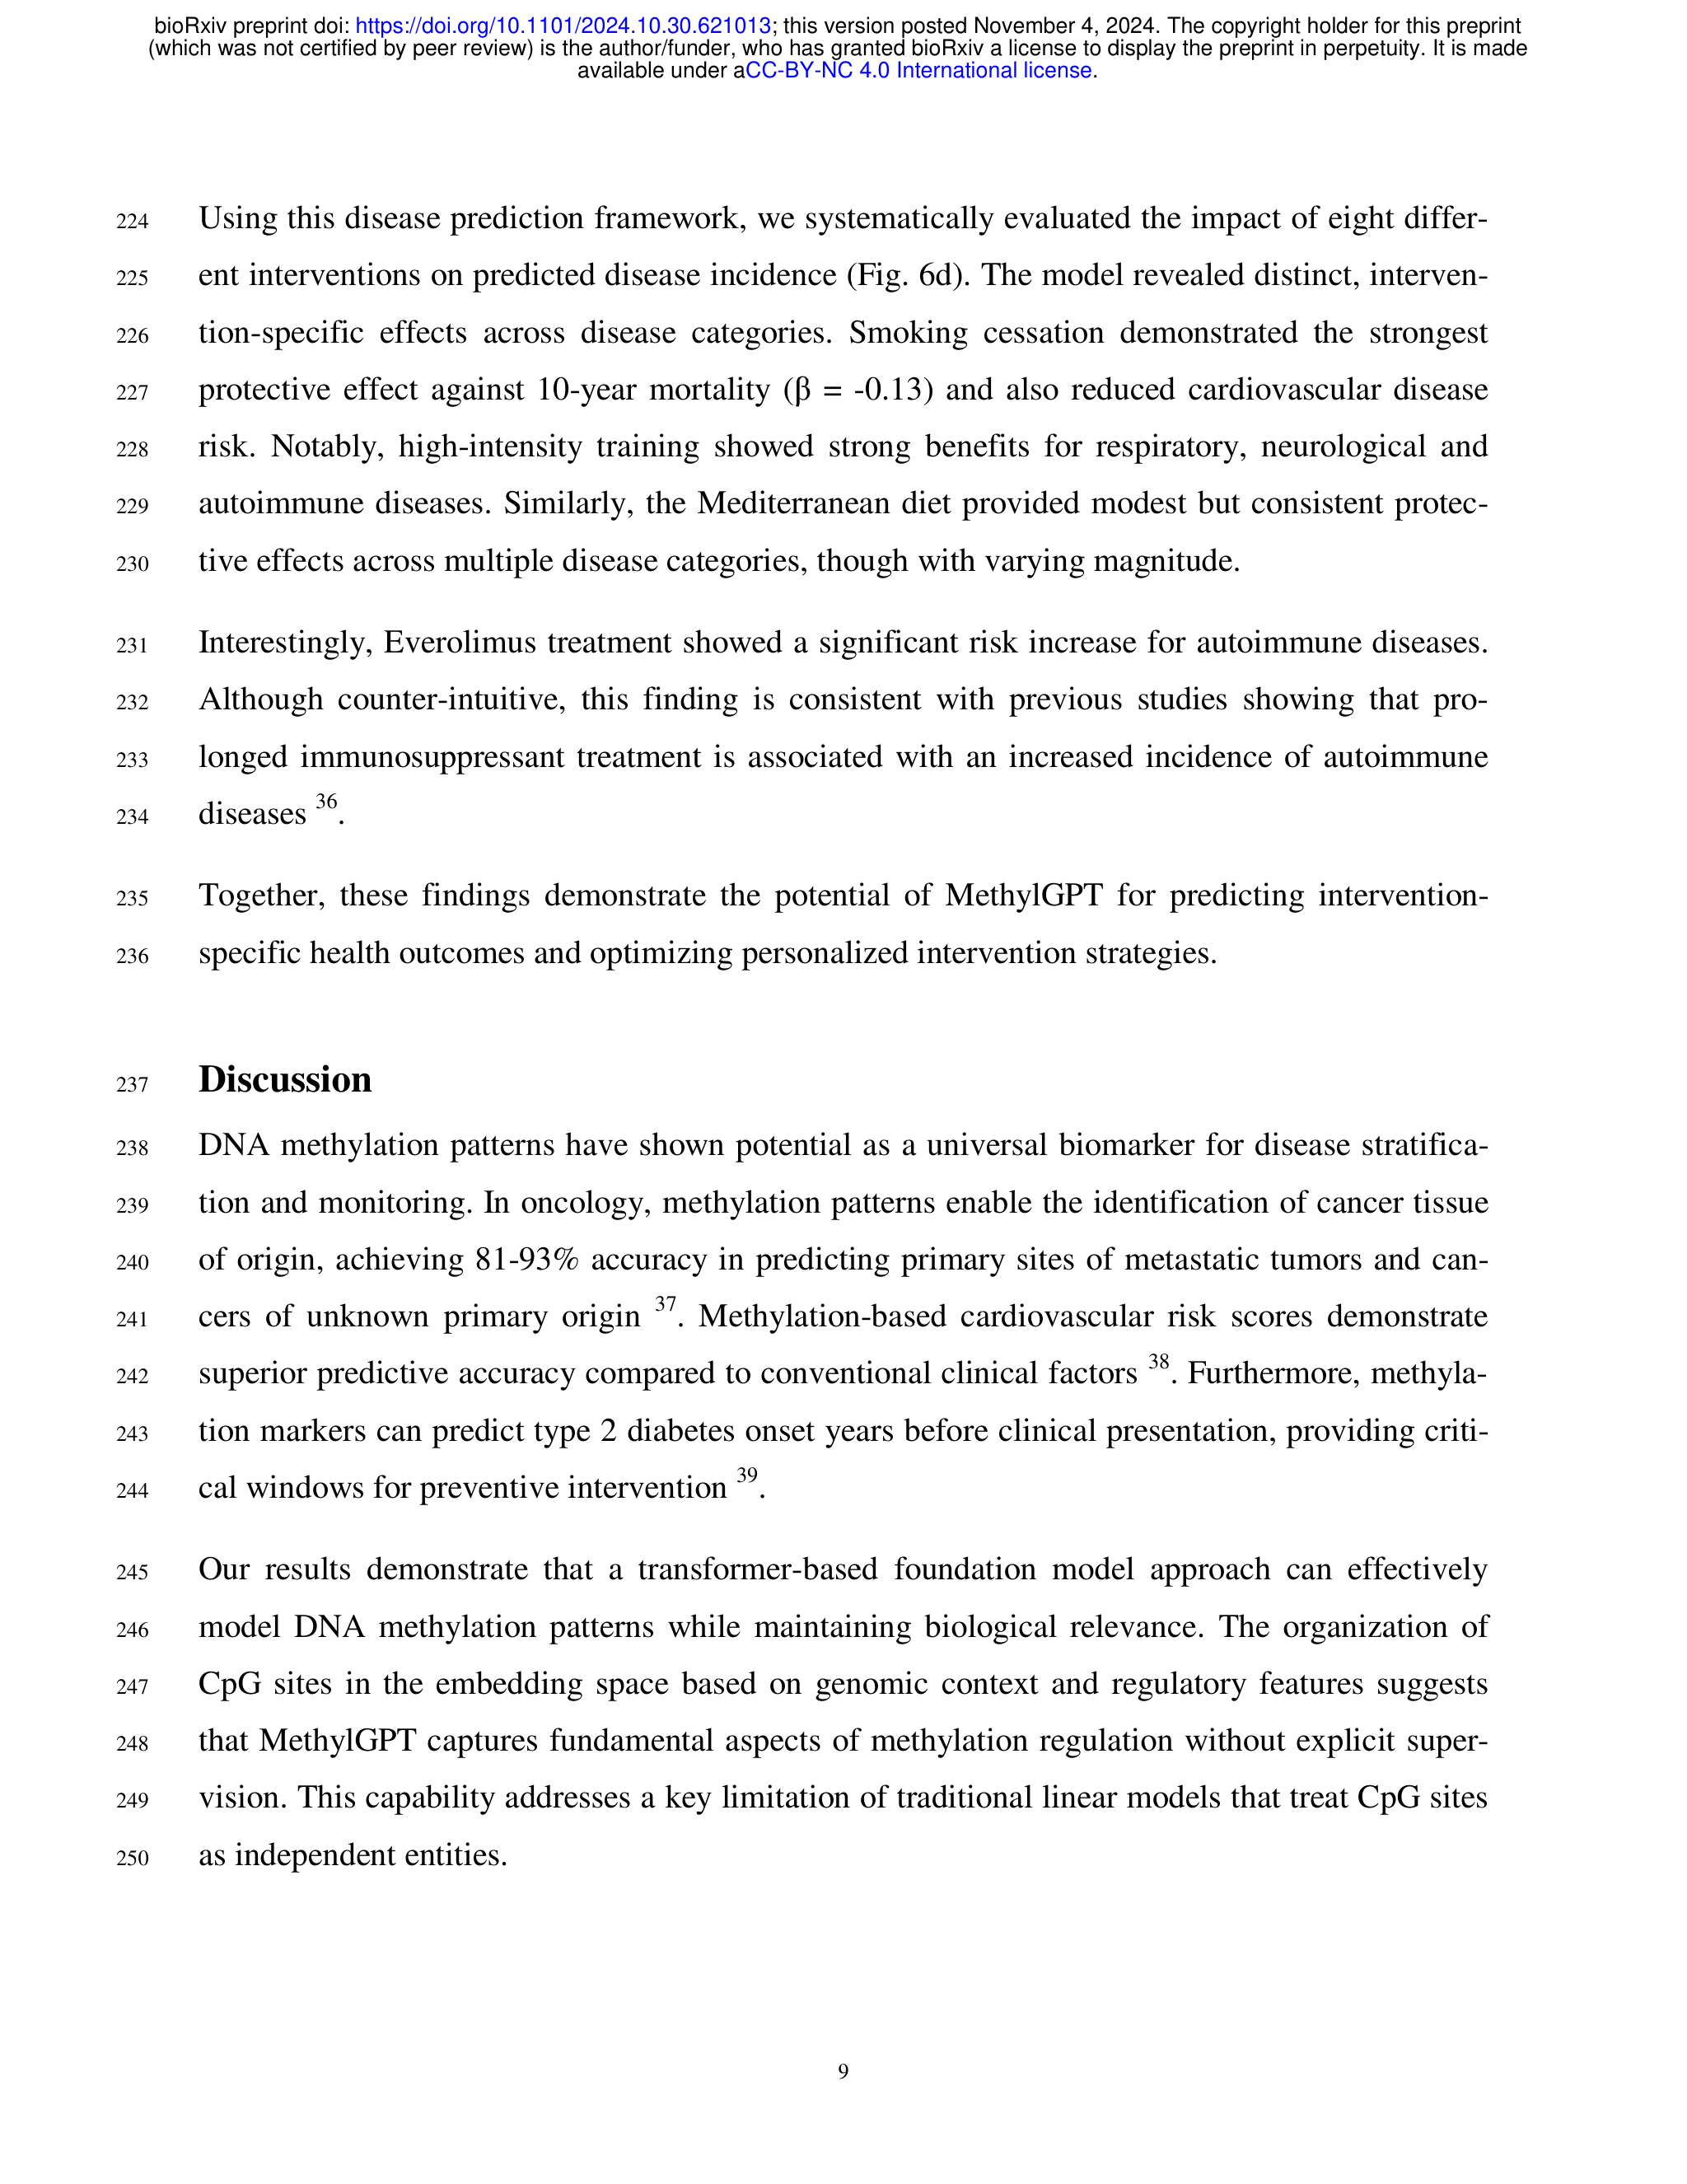 bioRxiv preprint doi: https://doi.org/10.1101/2024.10.30.621013; this version posted November 4, 2024. The copyright holder for this preprint
(which was not certified by peer review) is the author/funder, who has granted bioRxiv a license to display the preprint in perpetuity. It is made
available under aCC-BY-NC 4.0 International license.
224 Using this disease prediction framework, we systematically evaluated the impact of eight differ-
225 ent interventions on predicted disease incidence (Fig. 6d). The model revealed distinct, interven-
226 tion-specific effects across disease categories. Smoking cessation demonstrated the strongest
227 protective effect against 10-year mortality (β = -0.13) and also reduced cardiovascular disease
228 risk. Notably, high-intensity training showed strong benefits for respiratory, neurological and
229 autoimmune diseases. Similarly, the Mediterranean diet provided modest but consistent protec-
230 tive effects across multiple disease categories, though with varying magnitude.
231 Interestingly, Everolimus treatment showed a significant risk increase for autoimmune diseases.
232 Although counter-intuitive, this finding is consistent with previous studies showing that pro-
233 longed immunosuppressant treatment is associated with an increased incidence of autoimmune
234 diseases 36.
235 Together, these findings demonstrate the potential of MethylGPT for predicting intervention-
236 specific health outcomes and optimizing personalized intervention strategies.
237 Discussion
238 DNA methylation patterns have shown potential as a universal biomarker for disease stratifica-
239 tion and monitoring. In oncology, methylation patterns enable the identification of cancer tissue
240 of origin, achieving 81-93% accuracy in predicting primary sites of metastatic tumors and can-
241 cers of unknown primary origin 37. Methylation-based cardiovascular risk scores demonstrate
242 superior predictive accuracy compared to conventional clinical factors 38. Furthermore, methyla-
243 tion markers can predict type 2 diabetes onset years before clinical presentation, providing criti-
244 cal windows for preventive intervention 39.
245 Our results demonstrate that a transformer-based foundation model approach can effectively
246 model DNA methylation patterns while maintaining biological relevance. The organization of
247 CpG sites in the embedding space based on genomic context and regulatory features suggests
248 that MethylGPT captures fundamental aspects of methylation regulation without explicit super-
249 vision. This capability addresses a key limitation of traditional linear models that treat CpG sites
250 as independent entities.
9